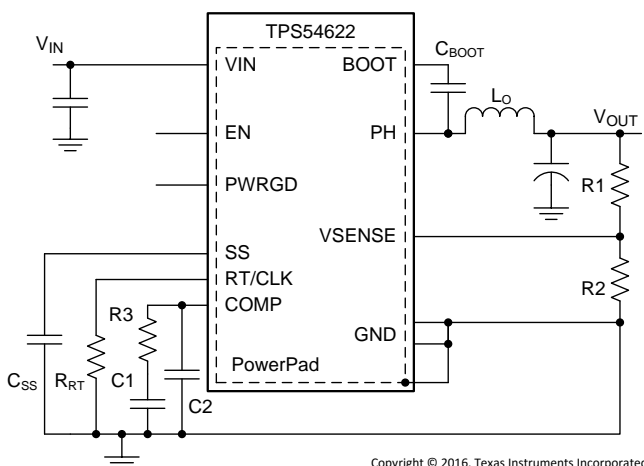 TPS54622
VIN
VIN
BOOT
CBOOT
EN
PH
LO
VOUT
PWRGD
R1
VSENSE
SS
RT/CLK
R2
COMP
R3
GND
PowerPad
CSS
RRT
C1
C2
Copyright © 2016, Texas Instruments Incorporated